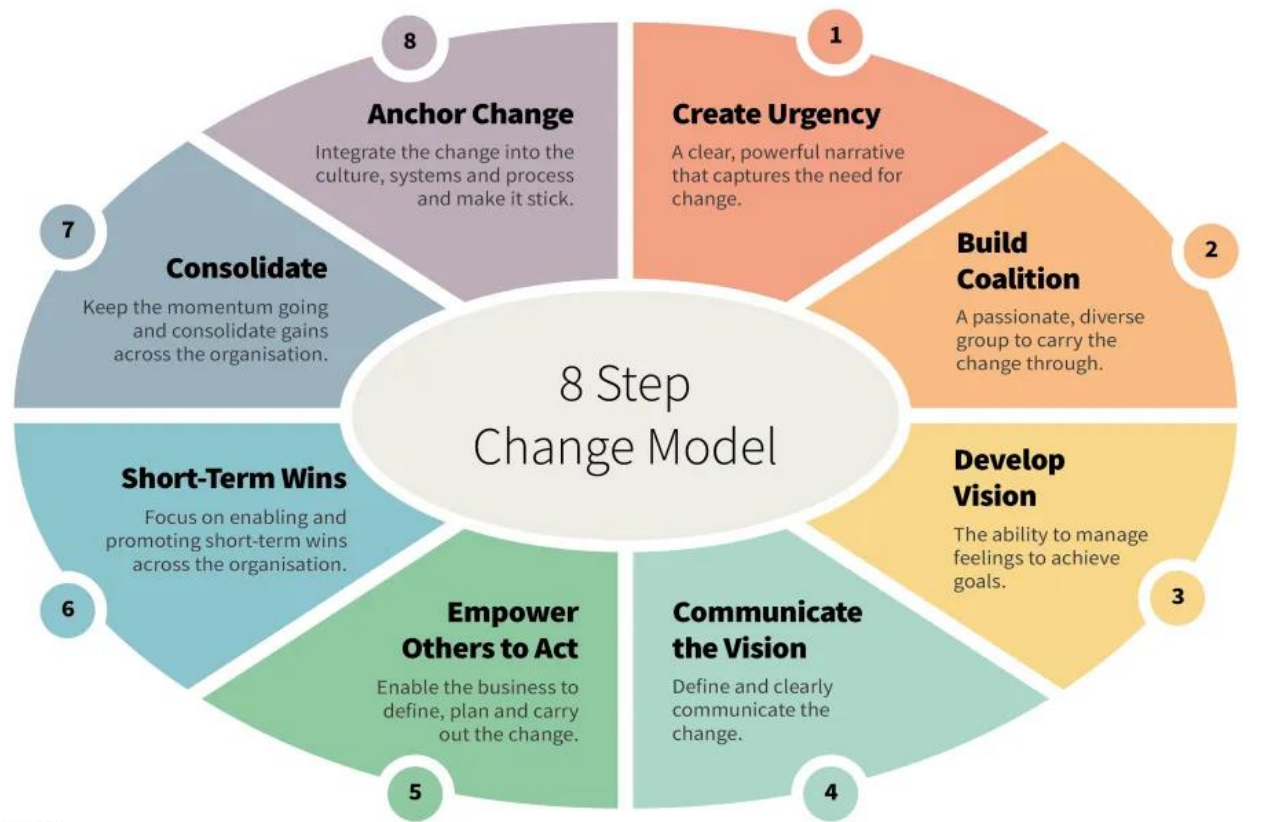 8 Step
Change Model
1
Create Urgency
A clear, powerful narrative
that captures the need for
change.
2
Build
Coalition
A passionate, diverse
group to carry the
change through.
3
Develop
Vision
The ability to manage
feelings to achieve
goals.
4
Communicate
the Vision
Define and clearly
communicate the
change.
5
Empower
Others to Act
Enable the business to
define, plan and carry
out the change.
6
Short-Term Wins
Focus on enabling and
promoting short-term wins
across the organisation.
7
Consolidate
Keep the momentum going
and consolidate gains
across the organisation.
8
Anchor Change
Integrate the change into the
culture, systems and process
and make it stick.